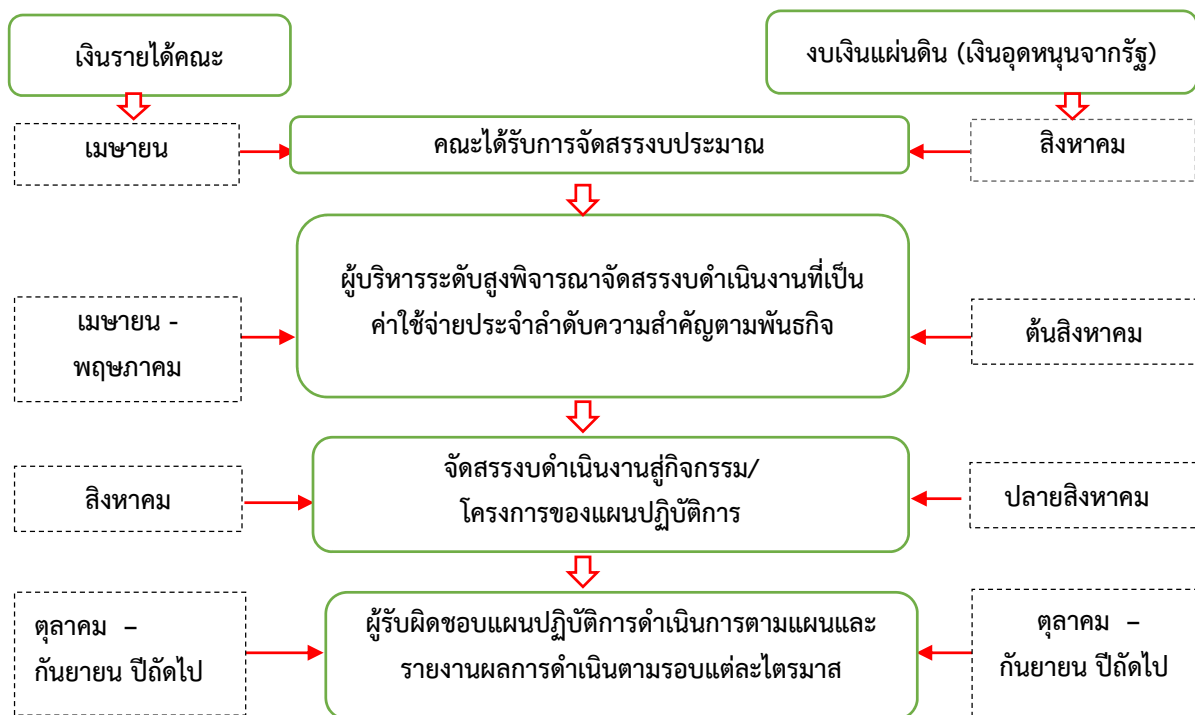 เงินรายได้คณะ
งบเงินแผ่นดิน (เงินอุดหนุนจากรัฐ)
เมษายน
คณะได้รับการจัดสรรงบประมาณ
สิงหาคม
ผู้บริหารระดับสูงพิจารณาจัดสรรงบดำเนินงานที่เป็น
ค่าใช้จ่ายประจำลำดับความสำคัญตามพันธกิจ
เมษายน -
พฤษภาคม
ต้นสิงหาคม
จัดสรรงบดำเนินงานสู่กิจกรรม/
โครงการของแผนปฏิบัติการ
สิงหาคม
ปลายสิงหาคม
ตุลาคม –
กันยายน ปีถัดไป
ผู้รับผิดชอบแผนปฏิบัติการดำเนินการตามแผนและ
รายงานผลการดำเนินตามรอบแต่ละไตรมาส
ตุลาคม –
กันยายน ปีถัดไป